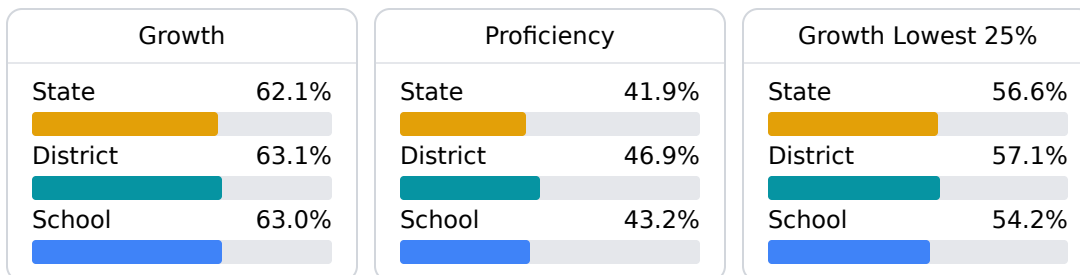 Growth
State 62.1%
District 63.1%
School 63.0%
Proficiency
State 41.9%
District 46.9%
School 43.2%
Growth Lowest 25%
State 56.6%
District 57.1%
School 54.2%